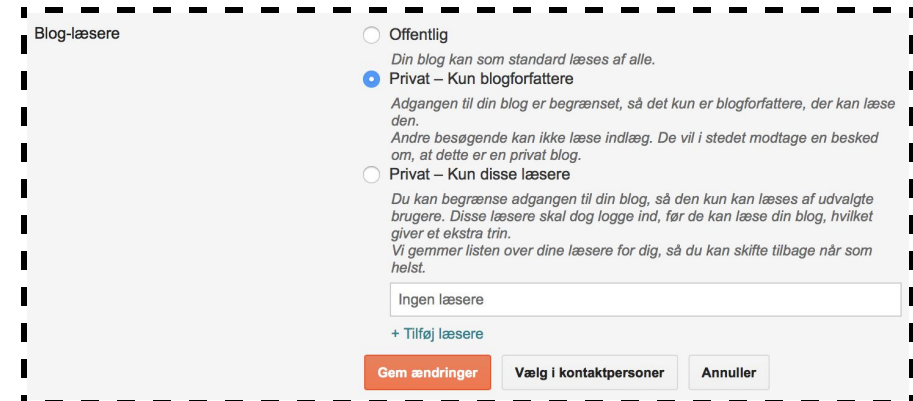 Blog-læsere
Offentlig
Din blog kan som standard læses af alle.
Privat – Kun blogforfattere
Adgangen til din blog er begrænset, så det kun er blogforfattere, der kan læse
den.
Andre besøgende kan ikke læse indlæg. De vil i stedet modtage en besked
om, at dette er en privat blog.
Privat – Kun disse læsere
Du kan begrænse adgangen til din blog, så den kun kan læses af udvalgte
brugere. Disse læsere skal dog logge ind, før de kan læse din blog, hvilket
giver et ekstra trin.
Vi gemmer listen over dine læsere for dig, så du kan skifte tilbage når som
helst.
Ingen læsere
+ Tilføj læsere
Gem ændringer
Vælg i kontaktpersoner
Annuller